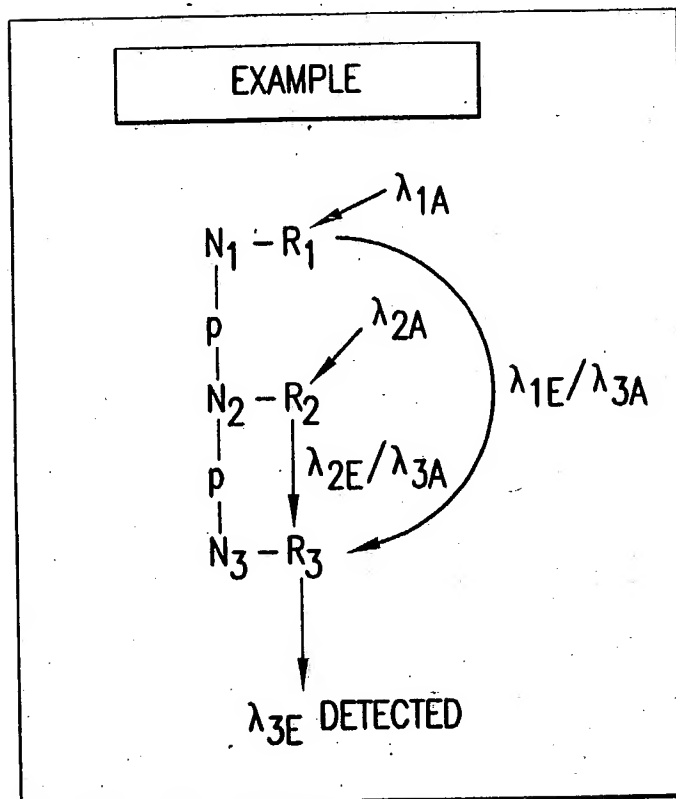 EXAMPLE
λ1A
N1 – R1
p
λ2A
N2 – R2
λ1E/λ3A
λ2E/λ3A
p
N3 – R3
λ3E DETECTED